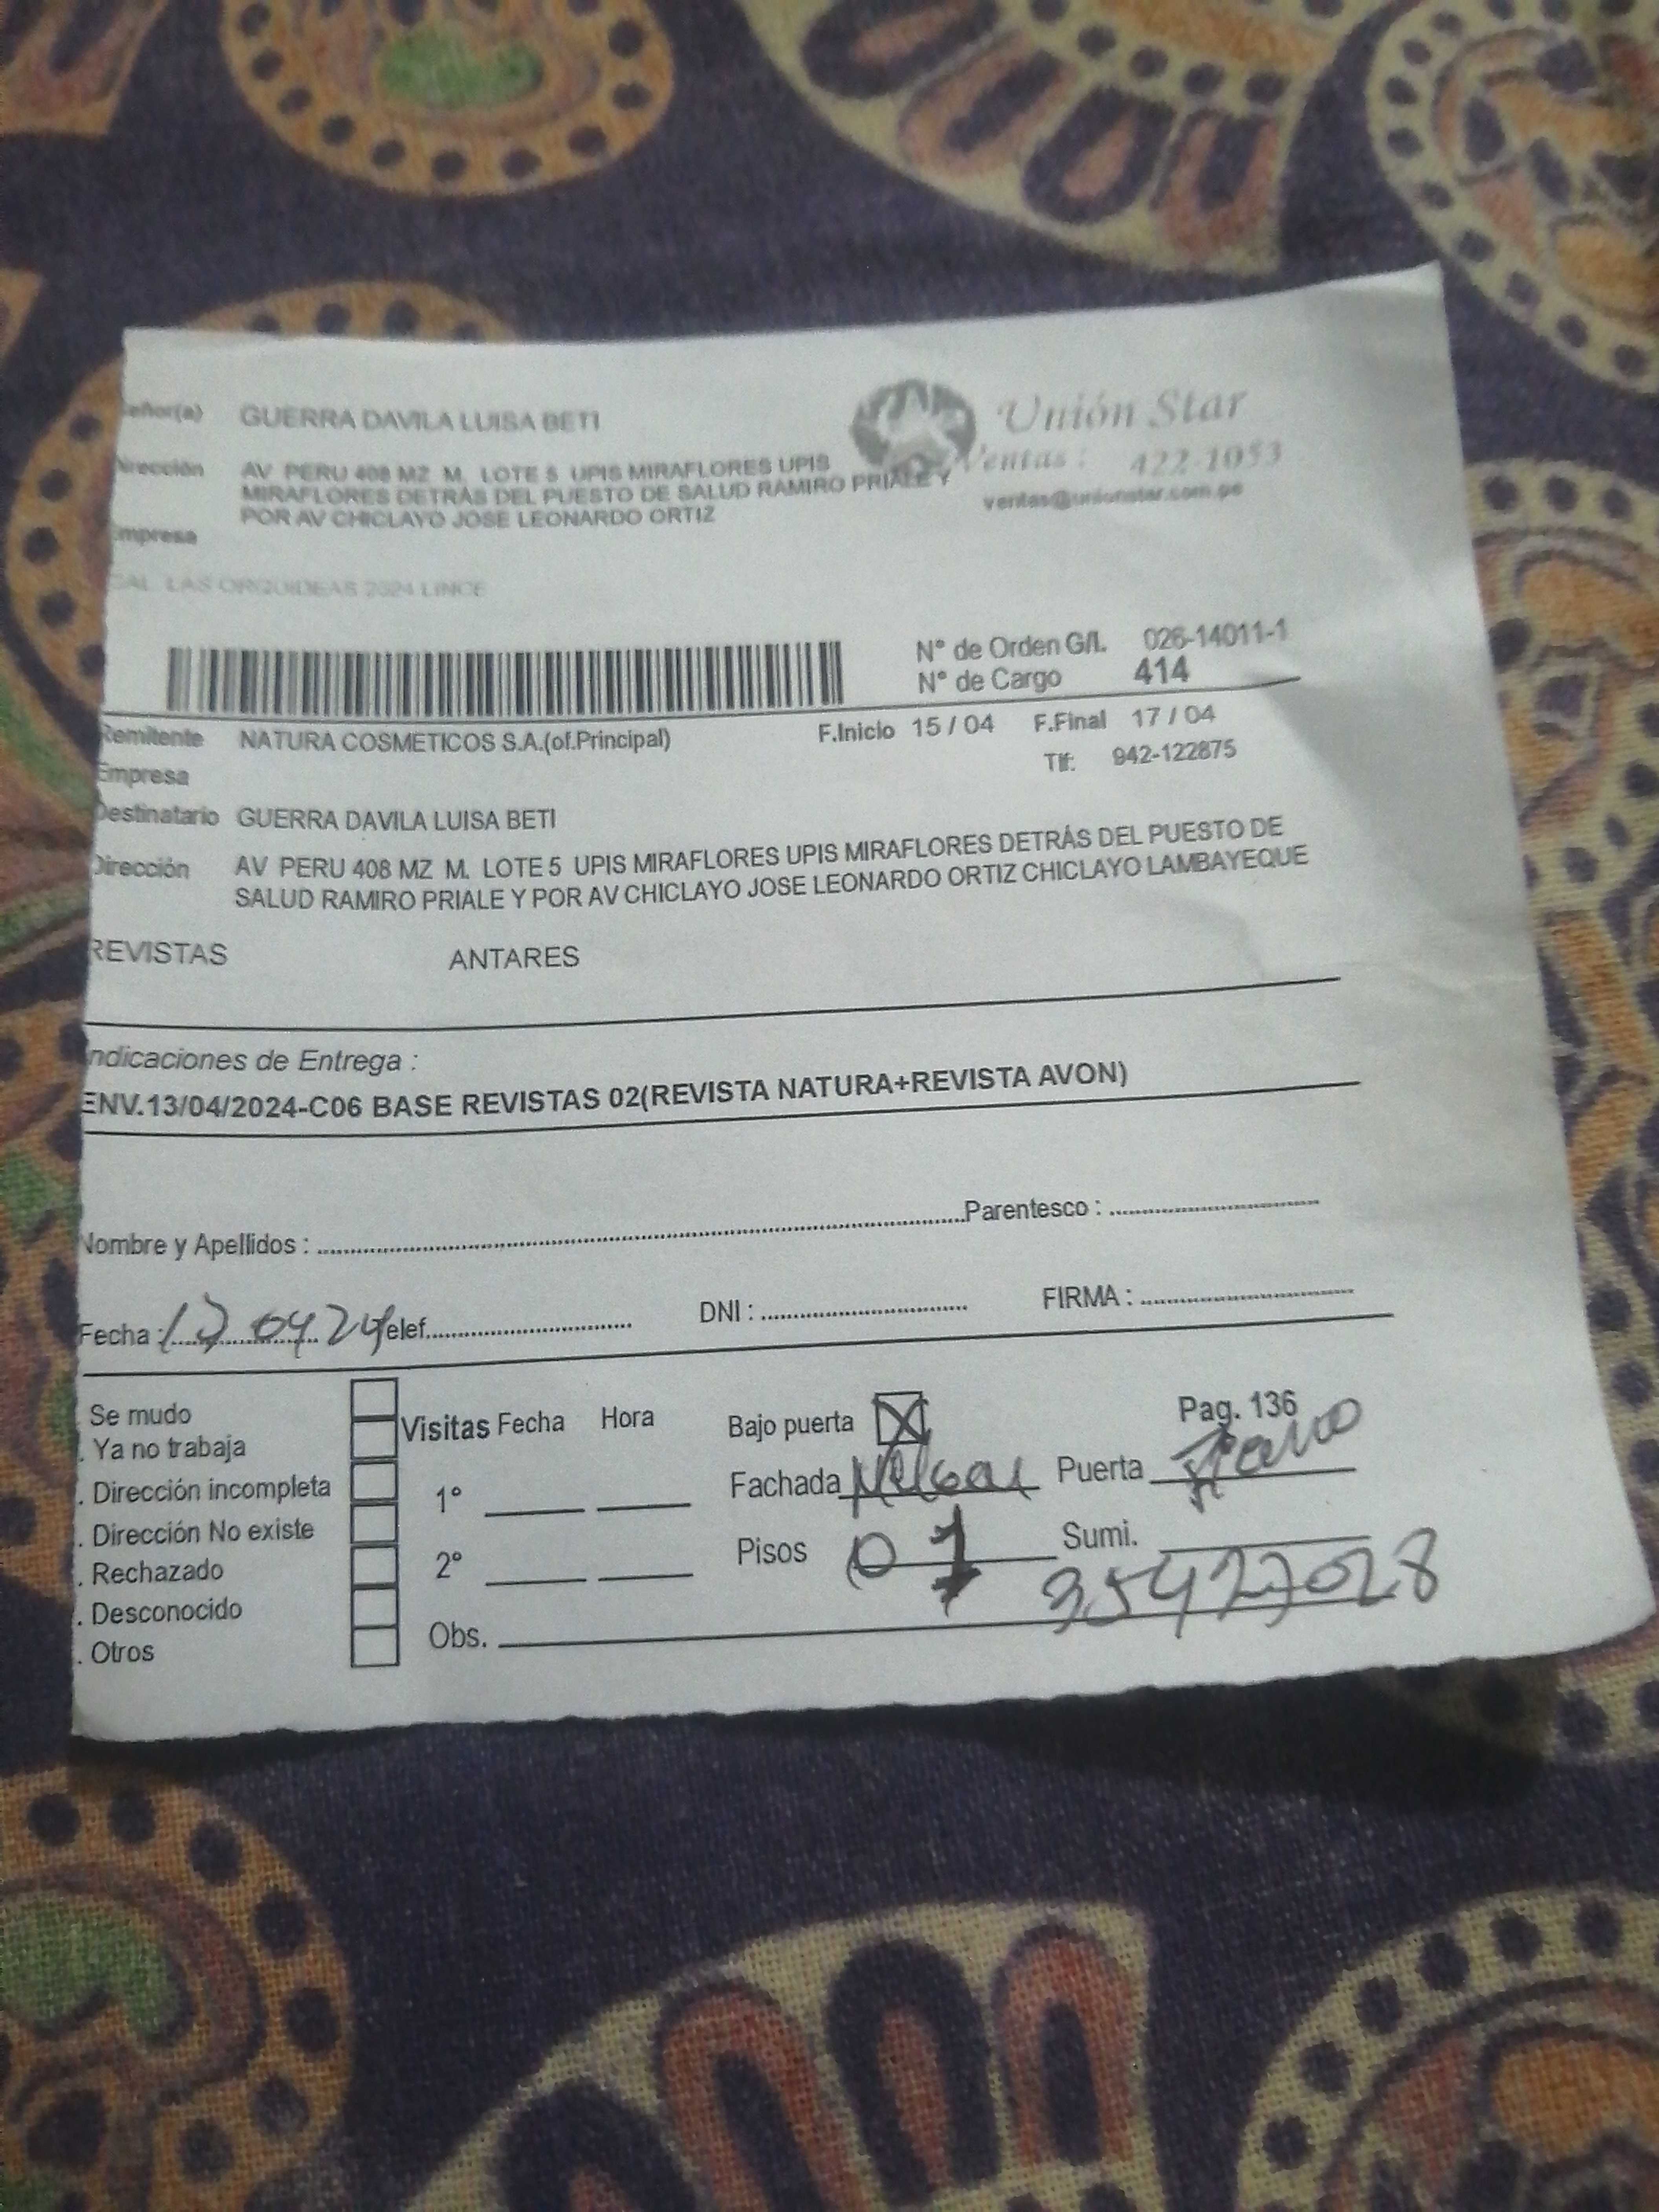 Señor(a) GUERRA DAVILA LUISA BETI
Unión Star
Ventas : 422-1053
ventas@unionstar.com.pe
Dirección AV PERU 408 MZ M. LOTE 5 UPIS MIRAFLORES UPIS
MIRAFLORES DETRÁS DEL PUESTO DE SALUD RAMIRO PRIALE Y
POR AV CHICLAYO JOSE LEONARDO ORTIZ
Empresa
CAL LAS ORQUIDEAS 2024 LINCE
N° de Orden G/I. 026-14011-1
N° de Cargo 414
Remitente NATURA COSMETICOS S.A.(of.Principal) F.Inicio 15 / 04 F.Final 17 / 04
Empresa Tlf: 942-122875
Destinatario GUERRA DAVILA LUISA BETI
Dirección AV PERU 408 MZ M. LOTE 5 UPIS MIRAFLORES UPIS MIRAFLORES DETRÁS DEL PUESTO DE
SALUD RAMIRO PRIALE Y POR AV CHICLAYO JOSE LEONARDO ORTIZ CHICLAYO LAMBAYEQUE
REVISTAS ANTARES
Indicaciones de Entrega :
ENV.13/04/2024-C06 BASE REVISTAS 02(REVISTA NATURA+REVISTA AVON)
Nombre y Apellidos : Parentesco :
Fecha : 04 24 Telef. DNI : FIRMA :
. Se mudo
. Ya no trabaja
. Dirección incompleta
. Dirección No existe
. Rechazado
. Desconocido
. Otros
Visitas Fecha Hora
1°
2°
Obs.
Bajo puerta X Pag. 136
Fachada Puerta
Pisos 01 Sumi.
35427028